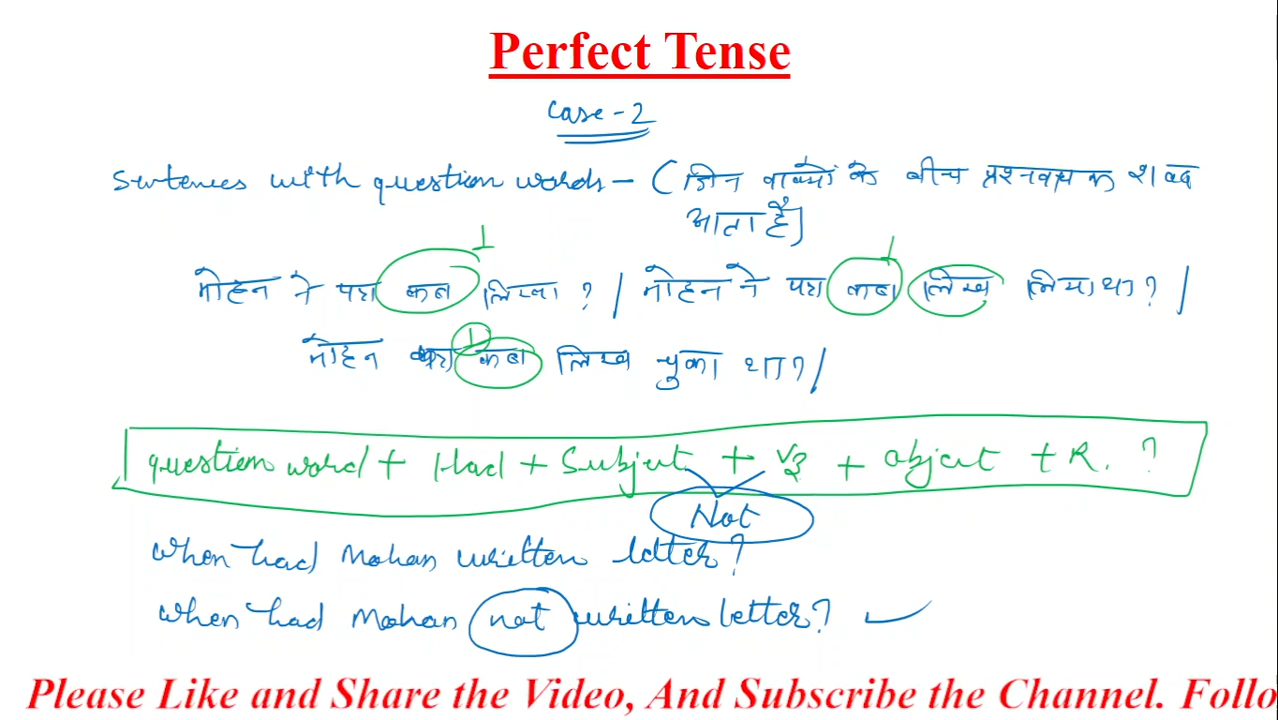 Perfect Tense
Case - 2
Sentences with question words - (जिन वाक्यों के बीच प्रश्नवाचक शब्द
आता है)
मोहन ने पत्र कब लिखा ? / मोहन ने पत्र कब लिख लिया था ? /
मोहन पत्र कब लिख चुका था ? /
question word + Had + Subject + V3 + object + R. ?
Not
When had Mohan written letter ?
When had Mohan not written letter ?
Please Like and Share the Video, And Subscribe the Channel. Follo